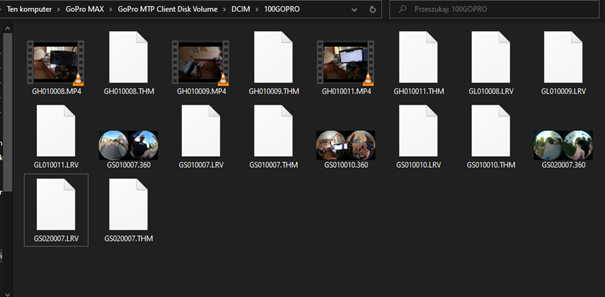 Ten komputer > GoPro MAX > GoPro MTP Client Disk Volume > DCIM > 100GOPRO
Przeszukaj: 100GOPRO
GH010008.MP4 GH010008.THM GH010009.MP4 GH010009.THM GH010011.MP4 GH010011.THM GL010008.LRV GL010009.LRV
GL010011.LRV GS010007.360 GS010007.LRV GS010007.THM GS010010.360 GS010010.LRV GS010010.THM GS020007.360
GS020007.LRV GS020007.THM